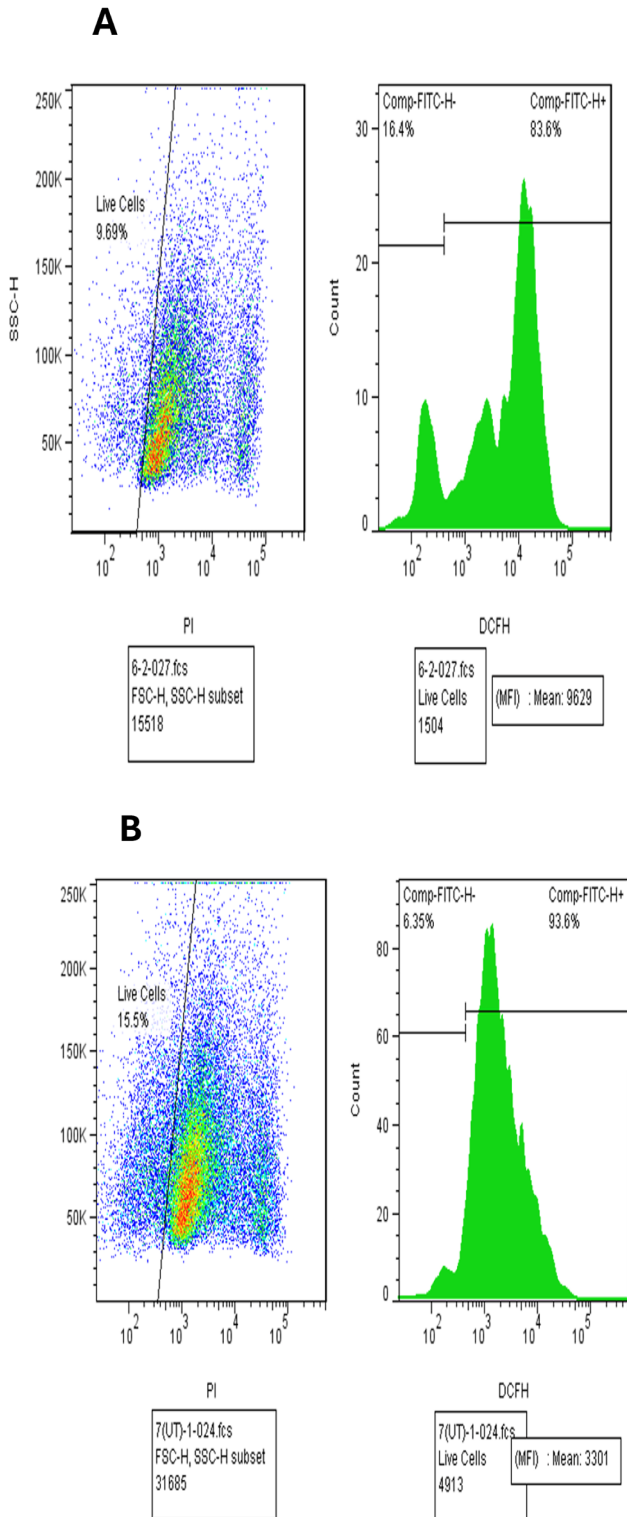 A
Live Cells
9.69%
SSC-H
250K
200K
150K
100K
50K
10^2 10^3 10^4 10^5
PI
6-2-027.fcs
FSC-H, SSC-H subset
15518
Comp-FITC-H-
16.4%
Comp-FITC-H+
83.6%
Count
30
20
10
0
10^2 10^3 10^4 10^5
DCFH
6-2-027.fcs
Live Cells
1504
(MFI) : Mean: 9629
B
Live Cells
15.5%
250K
200K
150K
100K
50K
10^2 10^3 10^4 10^5
PI
7(UT)-1-024.fcs
FSC-H, SSC-H subset
31685
Comp-FITC-H-
6.35%
Comp-FITC-H+
93.6%
Count
80
60
40
20
0
10^2 10^3 10^4 10^5
DCFH
7(UT)-1-024.fcs
Live Cells
4913
(MFI) : Mean: 3301